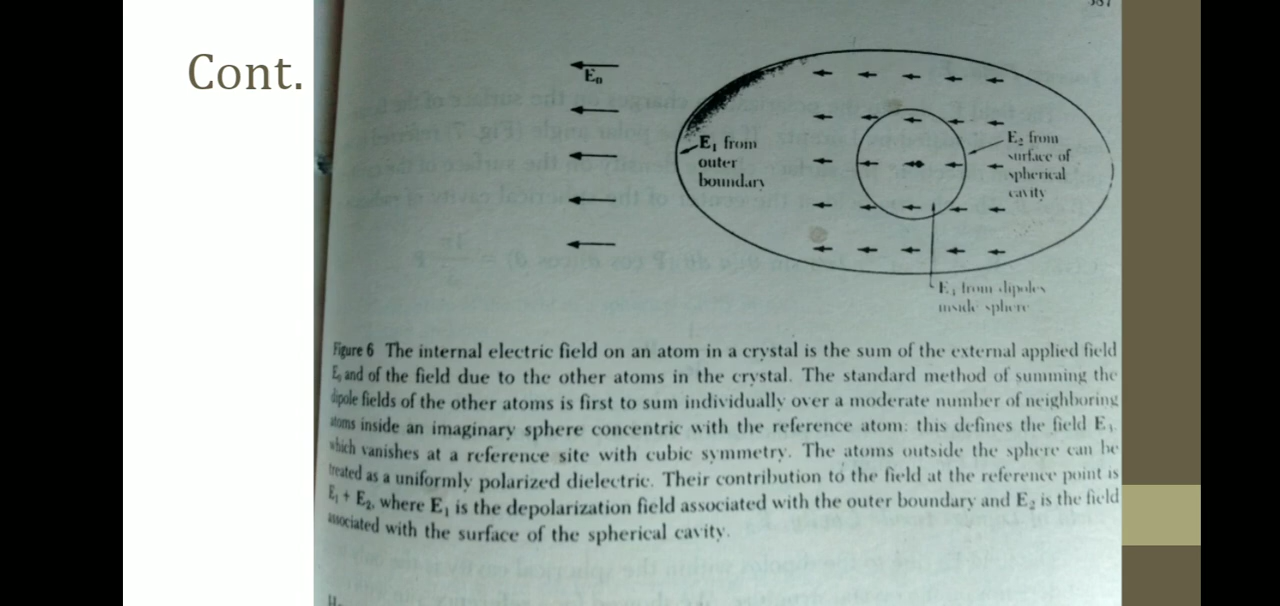 387
Cont.
E₀
E₁ from
outer
boundary
E₂ from
surface of
spherical
cavity
from dipoles
inside sphere
Figure 6 The internal electric field on an atom in a crystal is the sum of the external applied field
E₀ and of the field due to the other atoms in the crystal. The standard method of summing the
dipole fields of the other atoms is first to sum individually over a moderate number of neighboring
atoms inside an imaginary sphere concentric with the reference atom: this defines the field
which vanishes at a reference site with cubic symmetry. The atoms outside the sphere can be
treated as a uniformly polarized dielectric. Their contribution to the field at the reference point is
E₁ + E₂, where E₁ is the depolarization field associated with the outer boundary and E₂ is the field
associated with the surface of the spherical cavity.